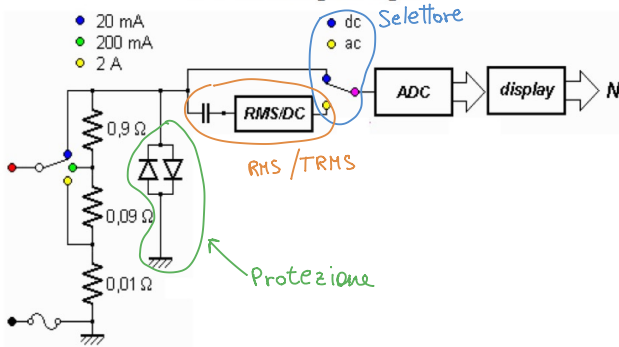 20 mA
200 mA
2 A
dc
ac
Selettore
RMS/DC
ADC
display
N
RMS / TRMS
0,9 Ω
0,09 Ω
0,01 Ω
Protezione